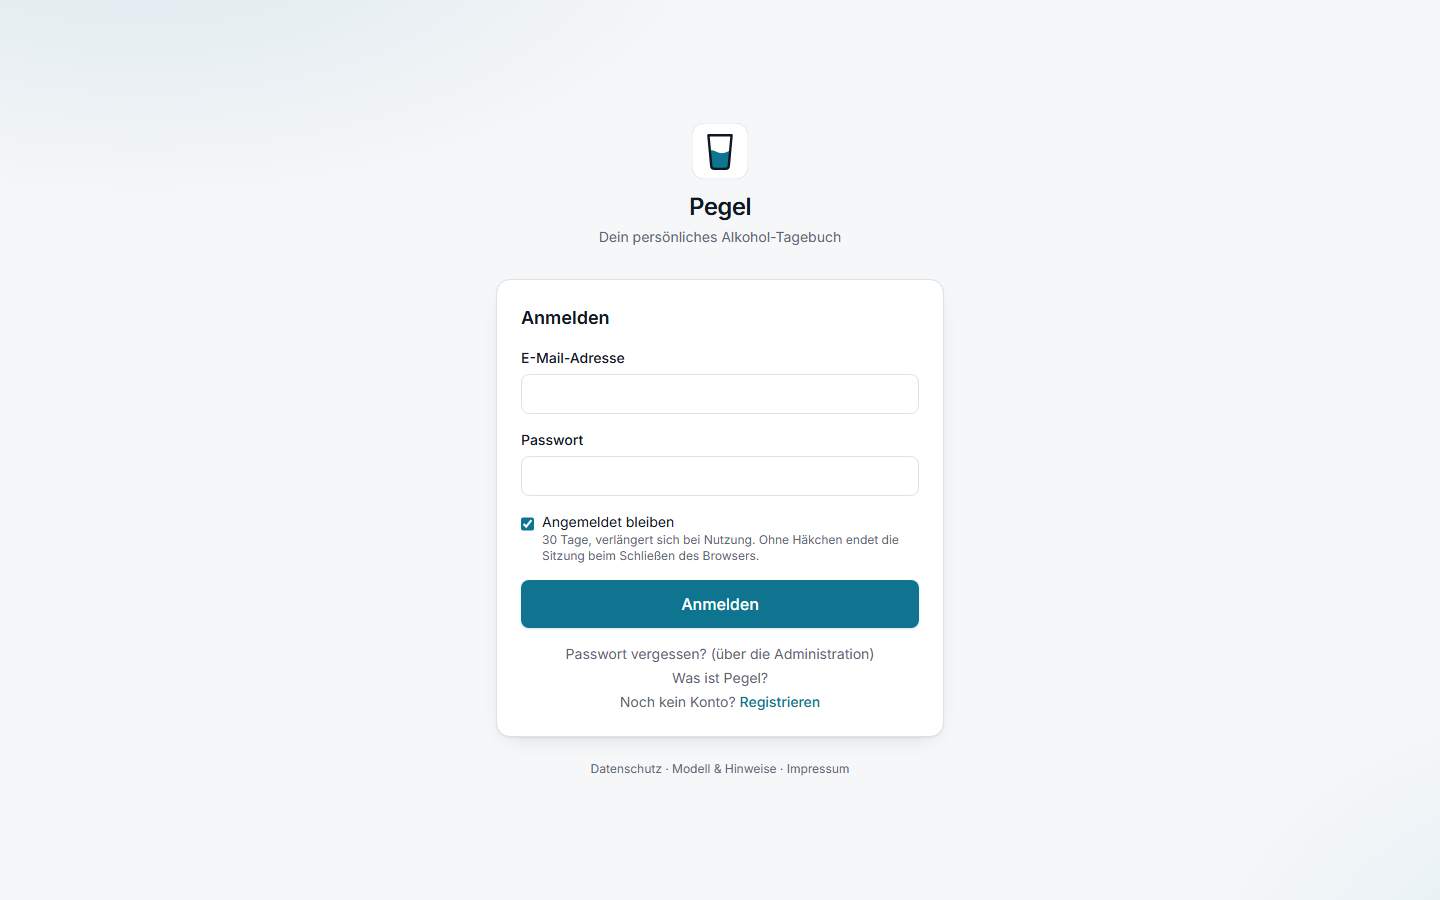 Pegel
Dein persönliches Alkohol-Tagebuch
Anmelden
E-Mail-Adresse
Passwort
Angemeldet bleiben
30 Tage, verlängert sich bei Nutzung. Ohne Häkchen endet die
Sitzung beim Schließen des Browsers.
Anmelden
Passwort vergessen? (über die Administration)
Was ist Pegel?
Noch kein Konto? Registrieren
Datenschutz · Modell & Hinweise · Impressum